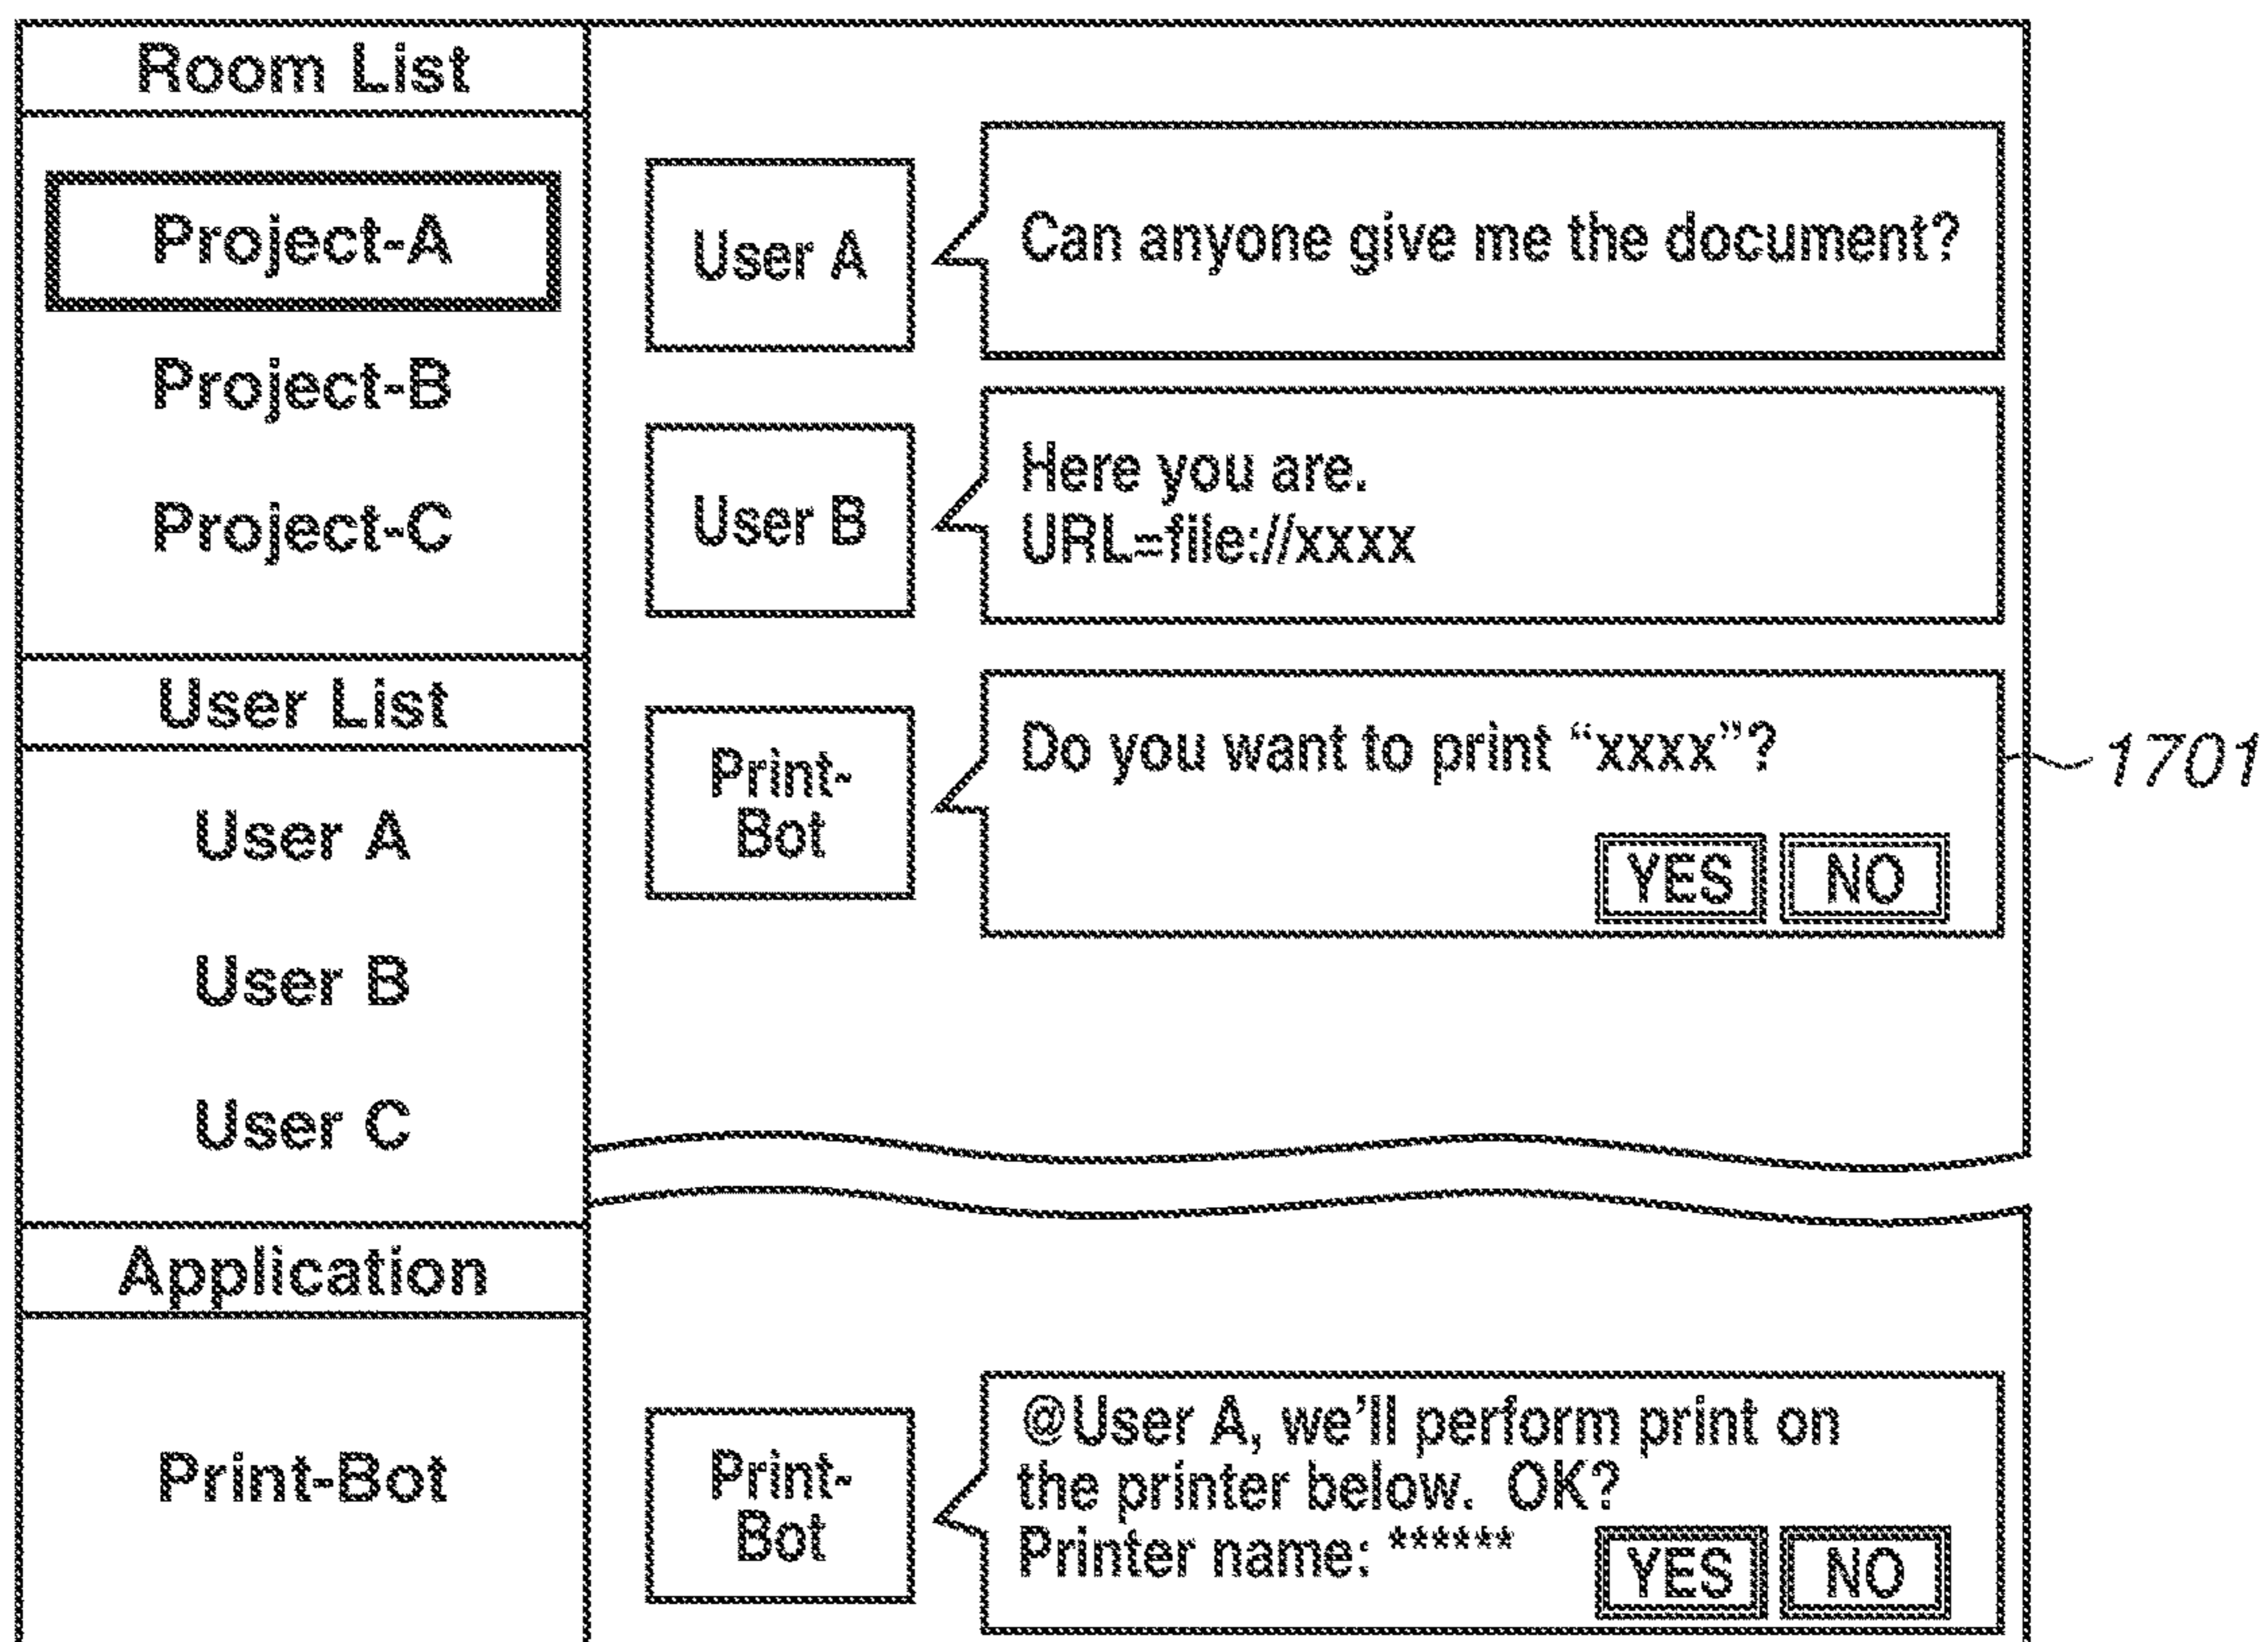 Room List
Project-A
Project-B
Project-C
User List
User A
User B
User C
Application
Print-Bot
User A
Can anyone give me the document?
User B
Here you are.
URL=file://xxxx
Print-
Bot
Do you want to print “xxxx”?
YES NO
1701
Print-
Bot
@User A, we’ll perform print on
the printer below. OK?
Printer name: ******
YES NO